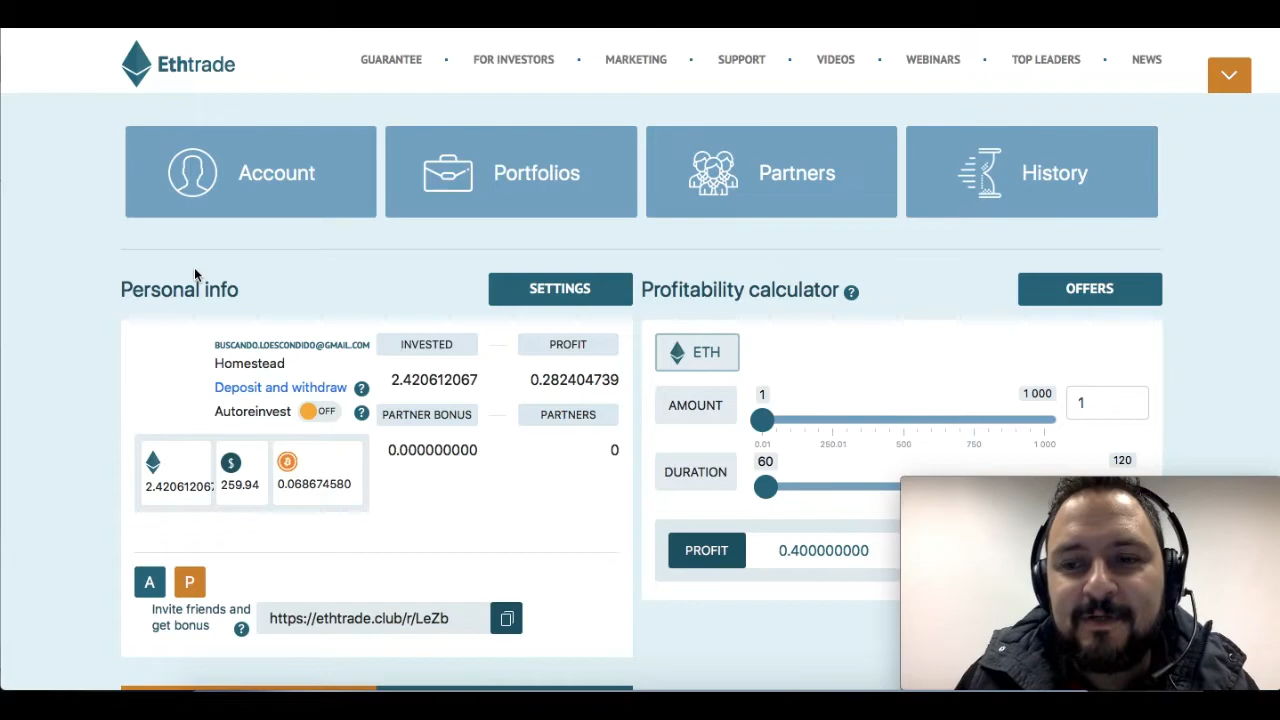 Ethtrade
GUARANTEE FOR INVESTORS MARKETING SUPPORT VIDEOS WEBINARS TOP LEADERS NEWS
Account Portfolios Partners History
Personal info SETTINGS
BUSCANDO.LOESCONDIDO@GMAIL.COM INVESTED PROFIT
Homestead
2.420612067 0.282404739
Deposit and withdraw ?
Autoreinvest OFF ? PARTNER BONUS PARTNERS
0.000000000 0
$
2.420612067 259.94 0.068674580
A P
Invite friends and
get bonus ? https://ethtrade.club/r/LeZb
Profitability calculator ? OFFERS
ETH
1 1 000
AMOUNT 1
0.01 250.01 500 750 1 000
60 120
DURATION
PROFIT 0.400000000